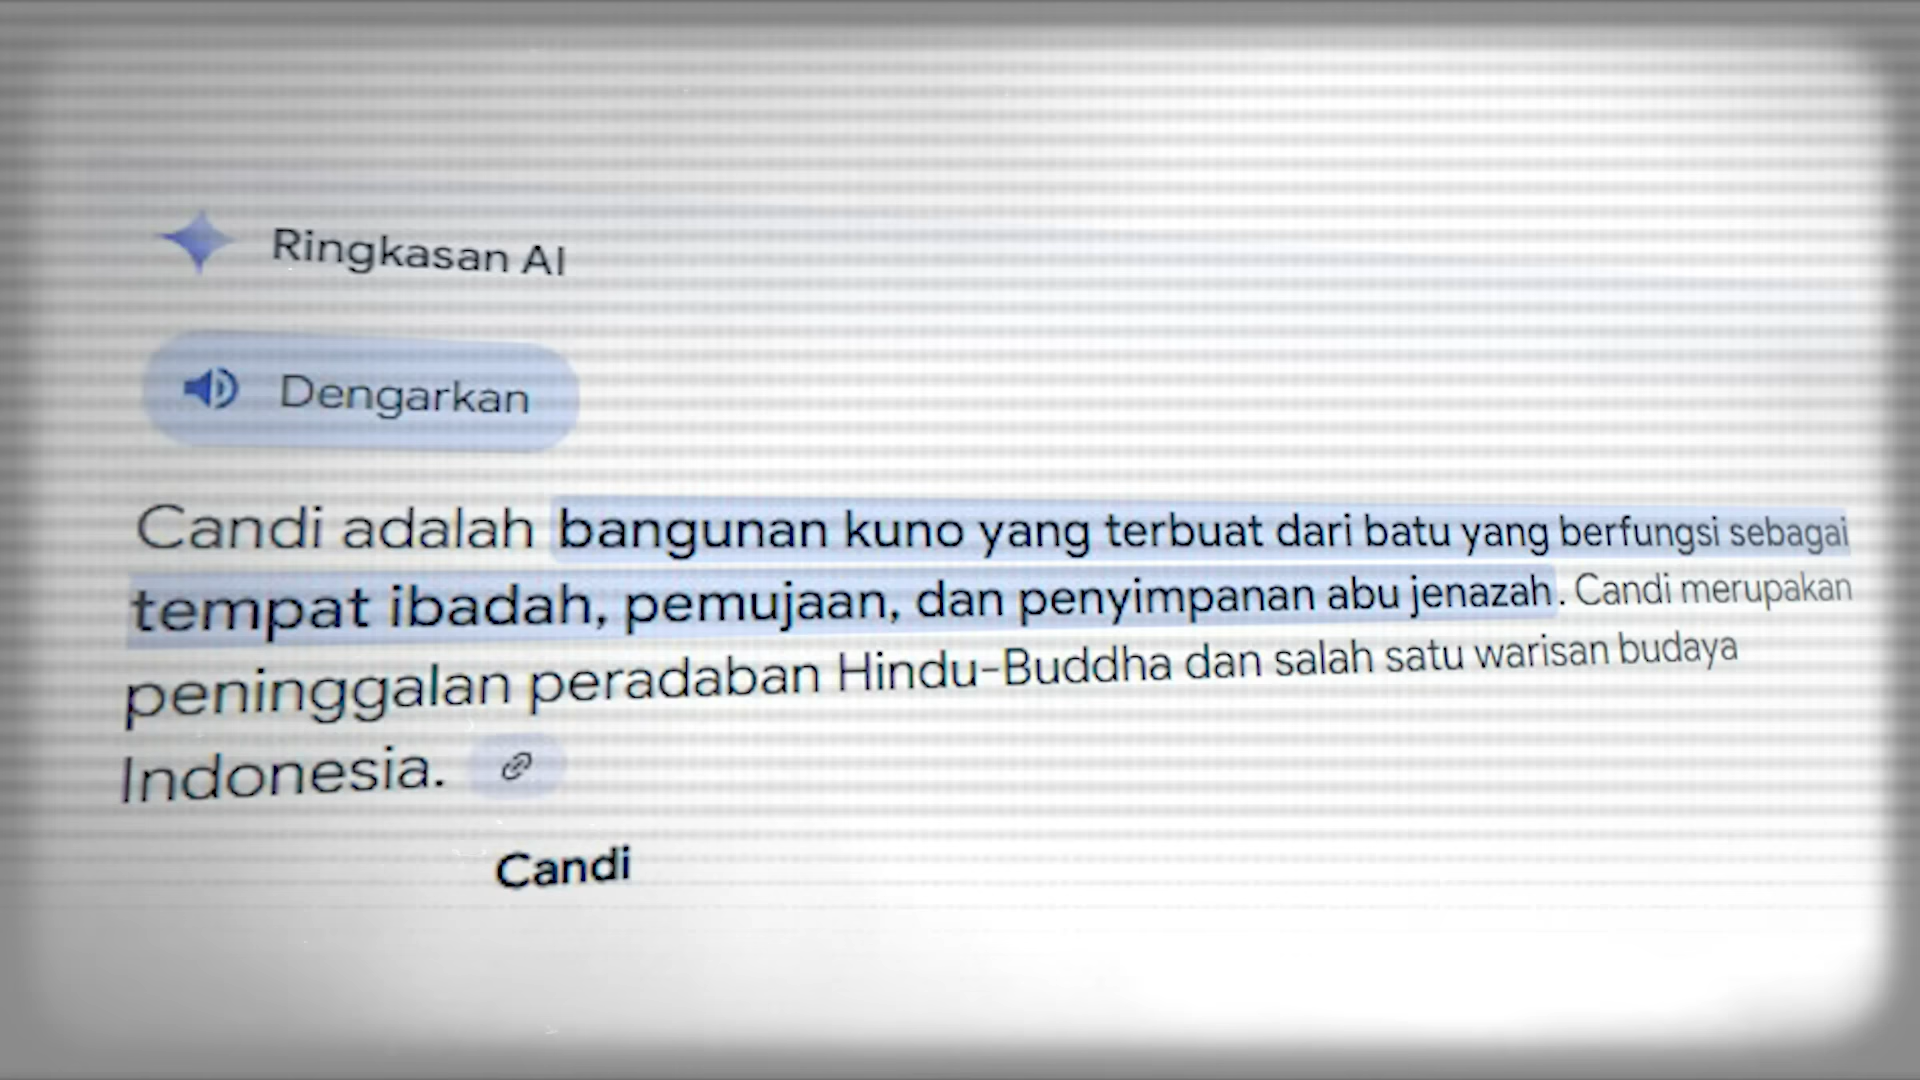 Ringkasan AI
Dengarkan
Candi adalah bangunan kuno yang terbuat dari batu yang berfungsi sebagai
tempat ibadah, pemujaan, dan penyimpanan abu jenazah. Candi merupakan
peninggalan peradaban Hindu-Buddha dan salah satu warisan budaya
Indonesia.
Candi